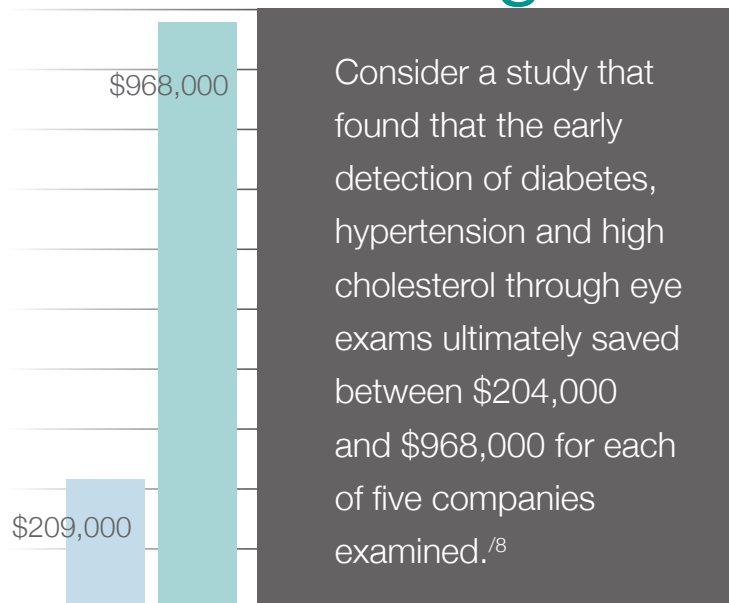 $968,000
$209,000
Consider a study that
found that the early
detection of diabetes,
hypertension and high
cholesterol through eye
exams ultimately saved
between $204,000
and $968,000 for each
of five companies
examined./8